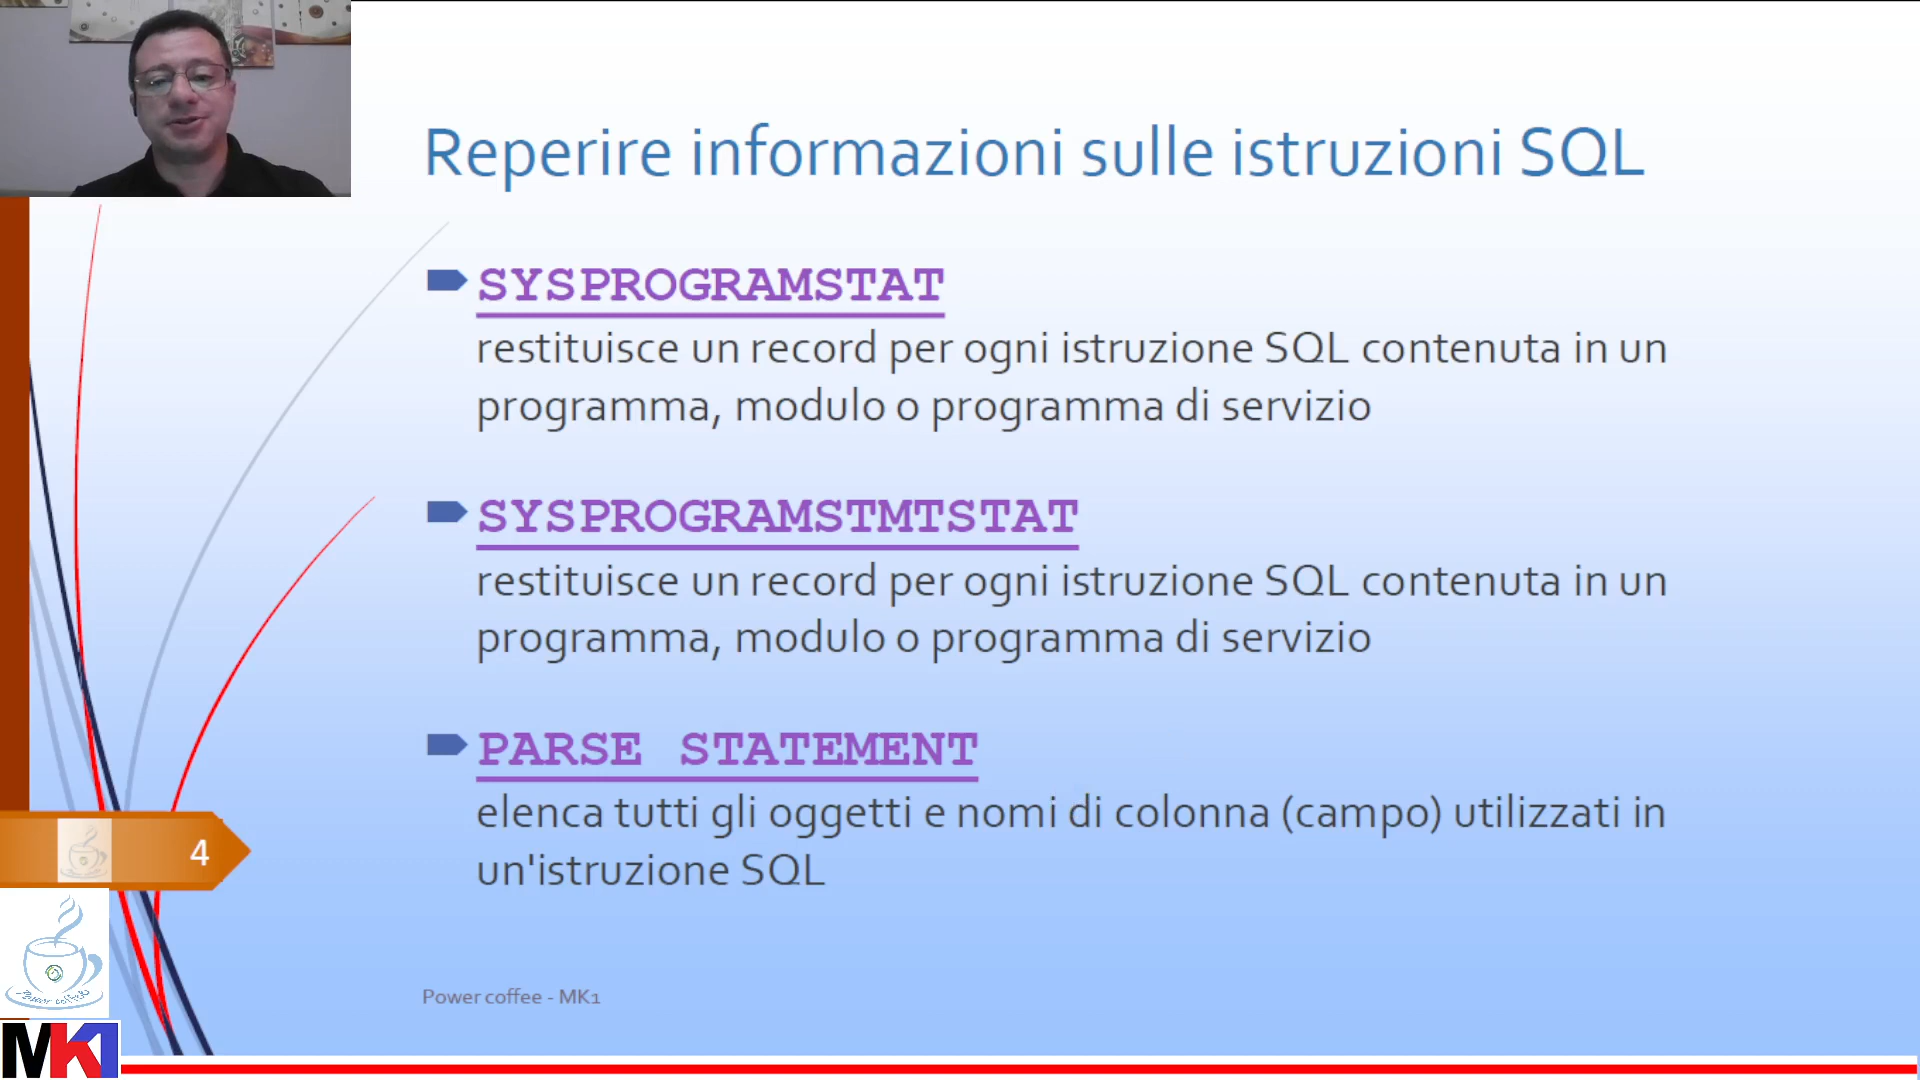 Reperire informazioni sulle istruzioni SQL
SYSPROGRAMSTAT
restituisce un record per ogni istruzione SQL contenuta in un
programma, modulo o programma di servizio
SYSPROGRAMSTMTSTAT
restituisce un record per ogni istruzione SQL contenuta in un
programma, modulo o programma di servizio
PARSE STATEMENT
elenca tutti gli oggetti e nomi di colonna (campo) utilizzati in
un'istruzione SQL
4
Power coffee
Power coffee - MK1
MK1